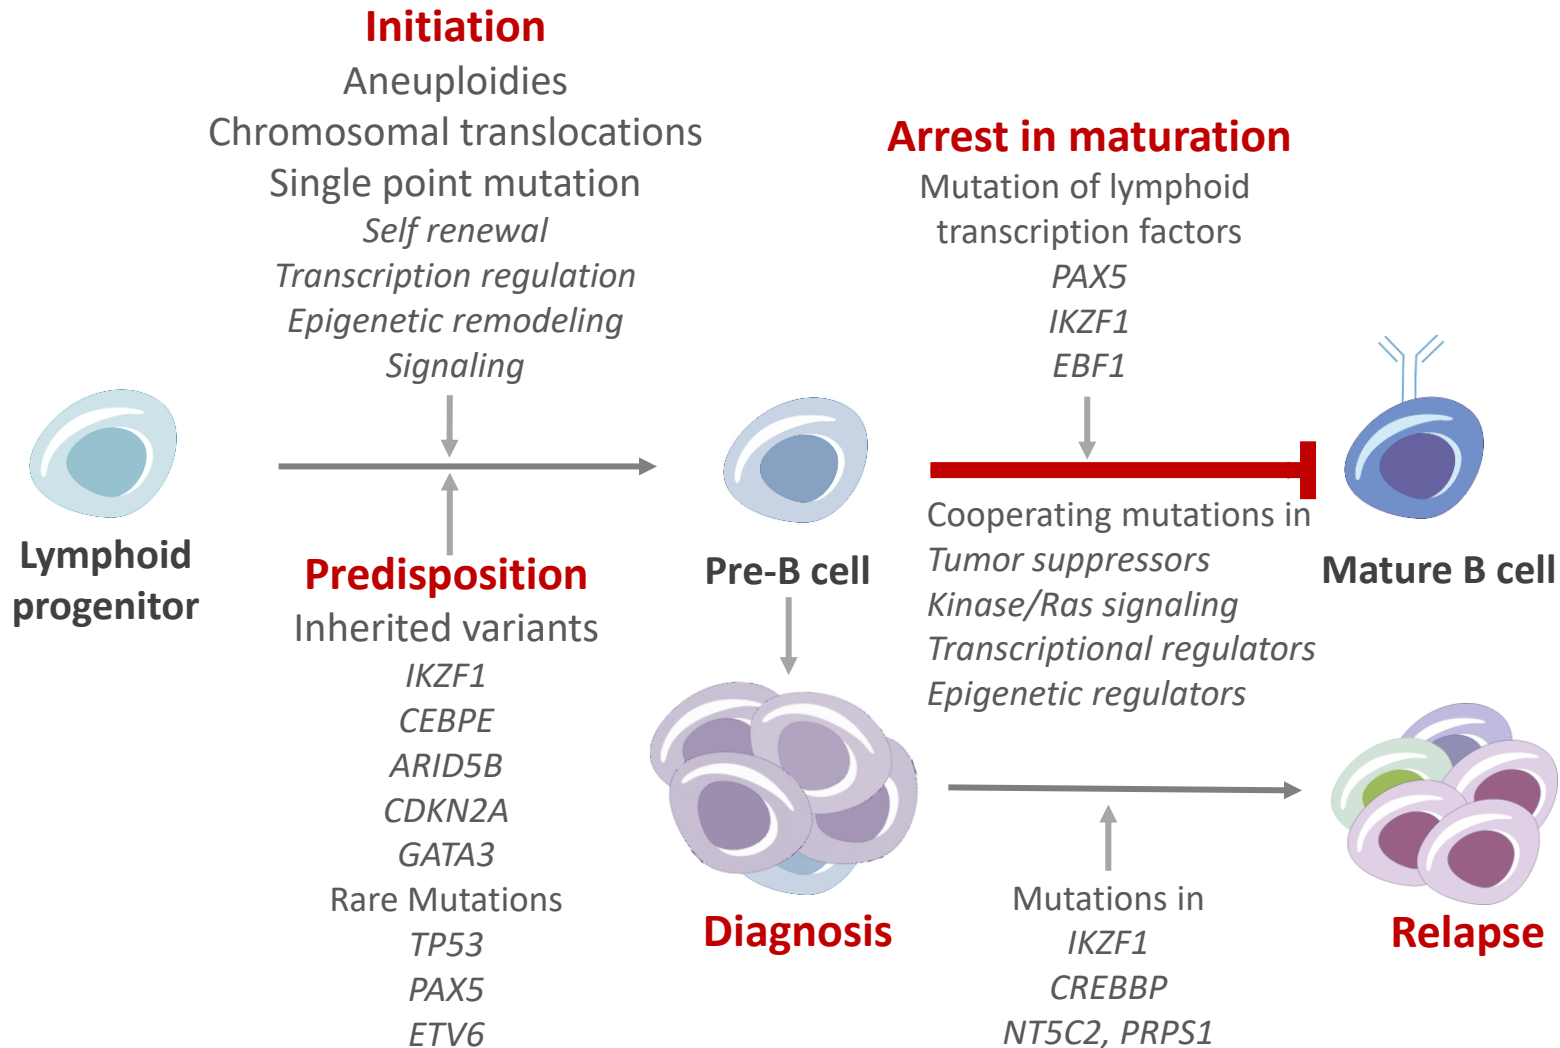 Initiation
Aneuploidies
Chromosomal translocations
Single point mutation
Self renewal
Transcription regulation
Epigenetic remodeling
Signaling
Arrest in maturation
Mutation of lymphoid
transcription factors
PAX5
IKZF1
EBF1
Lymphoid
progenitor
Predisposition
Inherited variants
IKZF1
CEBPE
ARID5B
CDKN2A
GATA3
Rare Mutations
TP53
PAX5
ETV6
Pre-B cell
Cooperating mutations in
Tumor suppressors
Kinase/Ras signaling
Transcriptional regulators
Epigenetic regulators
Mature B cell
Diagnosis
Mutations in
IKZF1
CREBBP
NT5C2, PRPS1
Relapse